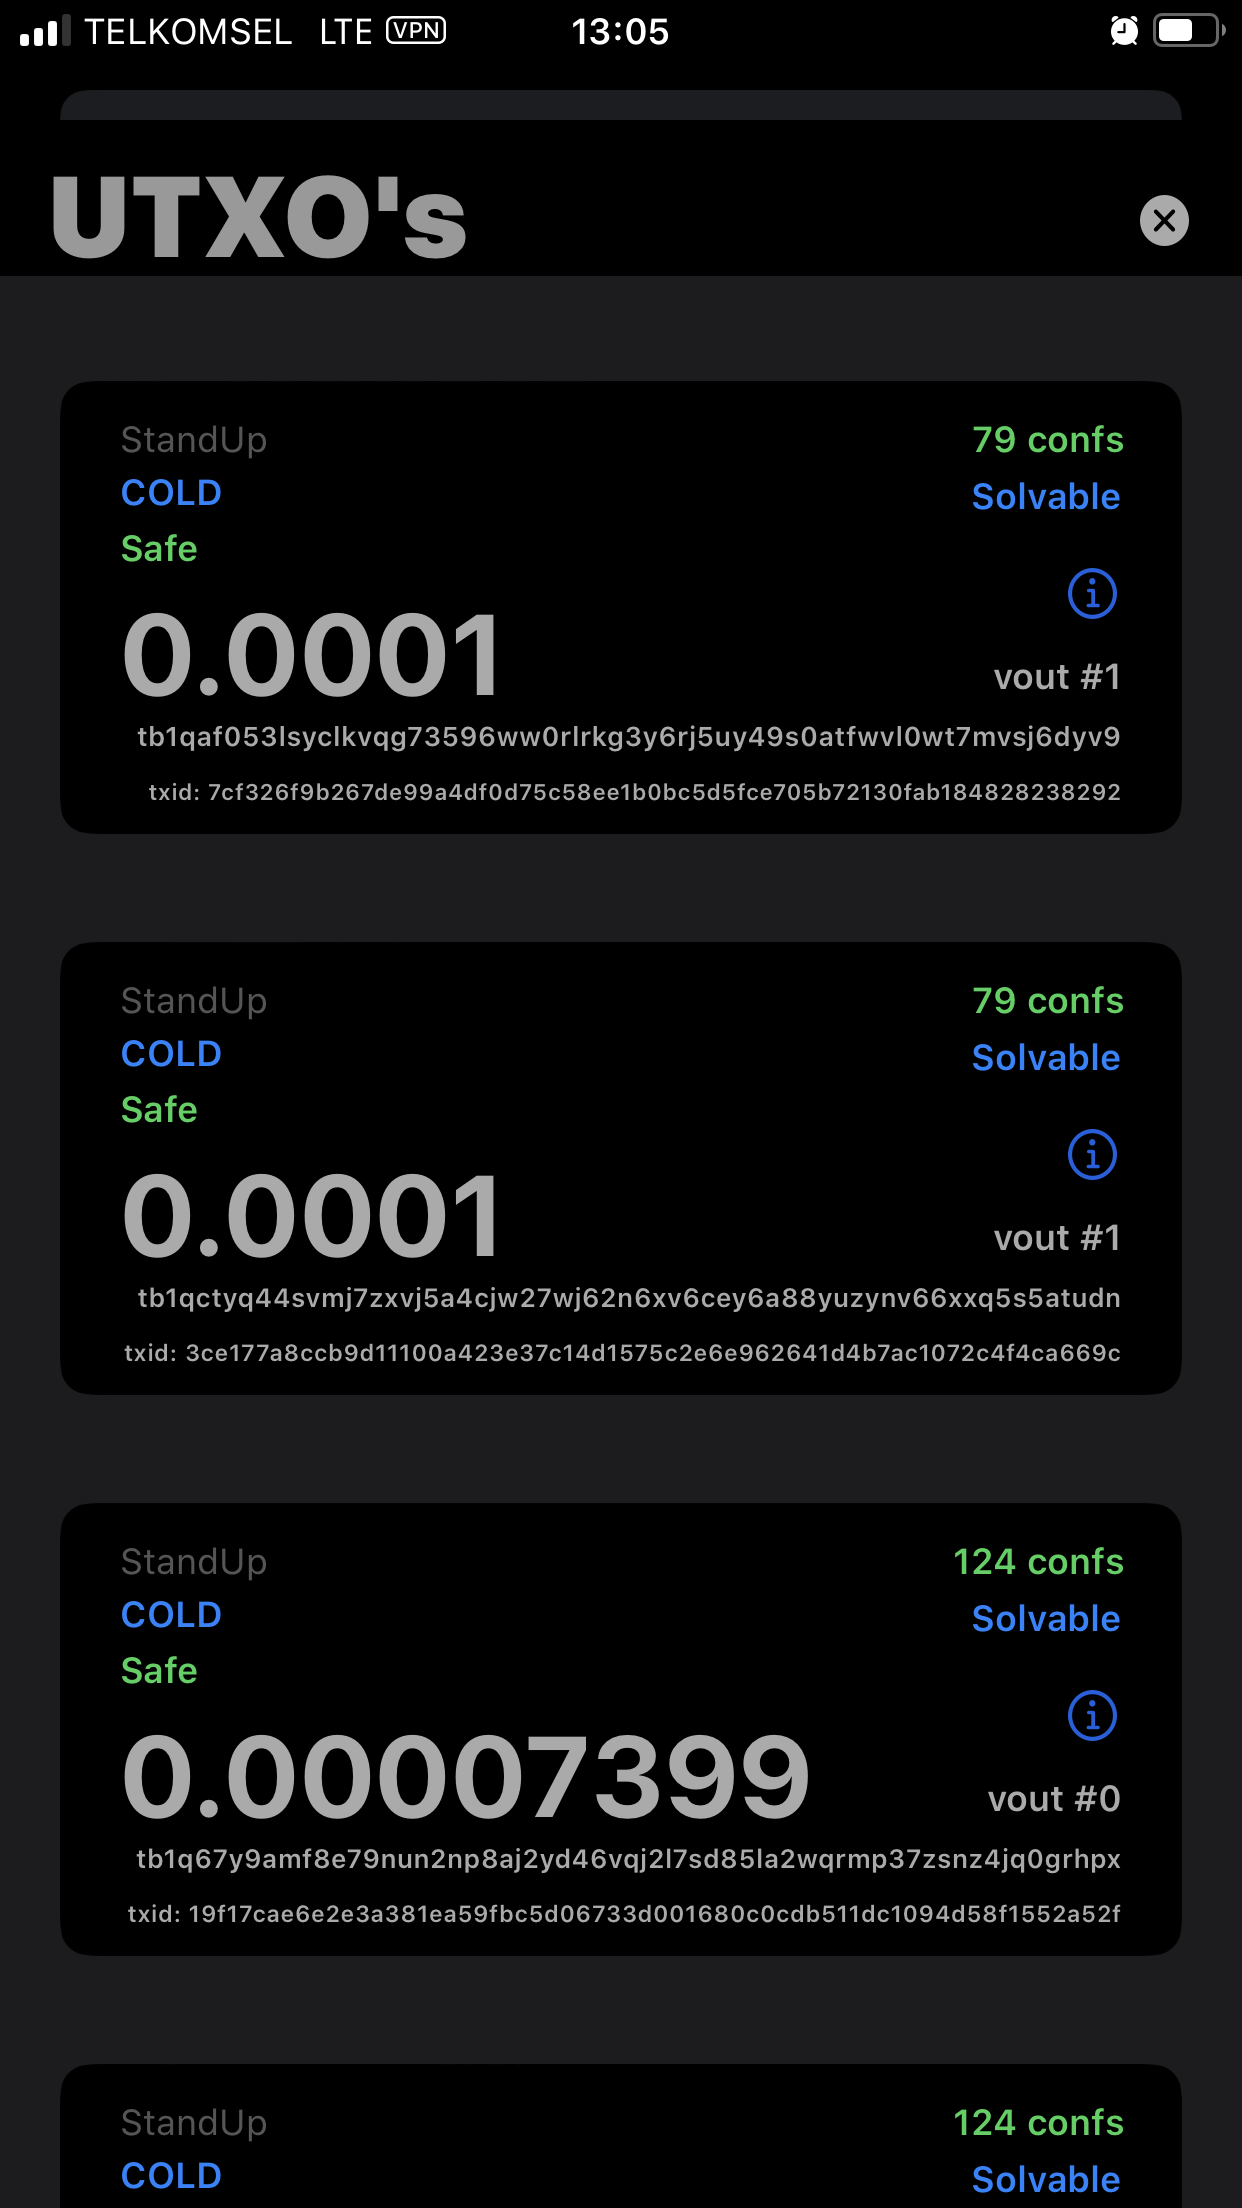 TELKOMSEL LTE VPN 13:05
UTXO's
StandUp 79 confs
COLD Solvable
Safe
0.0001 vout #1
tb1qaf053lsyclkvqg73596ww0rlrkg3y6rj5uy49s0atfwvl0wt7mvsj6dyv9
txid: 7cf326f9b267de99a4df0d75c58ee1b0bc5d5fce705b72130fab184828238292
StandUp 79 confs
COLD Solvable
Safe
0.0001 vout #1
tb1qctyq44svmj7zxvj5a4cjw27wj62n6xv6cey6a88yuzynv66xxq5s5atudn
txid: 3ce177a8ccb9d11100a423e37c14d1575c2e6e962641d4b7ac1072c4f4ca669c
StandUp 124 confs
COLD Solvable
Safe
0.00007399 vout #0
tb1q67y9amf8e79nun2np8aj2yd46vqj2l7sd85la2wqrmp37zsnz4jq0grhpx
txid: 19f17cae6e2e3a381ea59fbc5d06733d001680c0cdb511dc1094d58f1552a52f
StandUp 124 confs
COLD Solvable